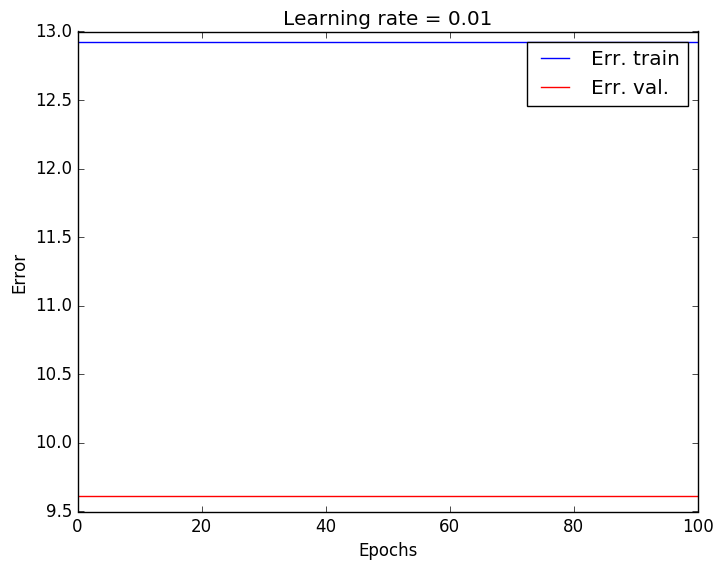 Learning rate = 0.01
13.0
Err. train
Err. val.
12.5
12.0
11.5
11.0
10.5
10.0
9.5
Error
0 20 40 60 80 100
Epochs